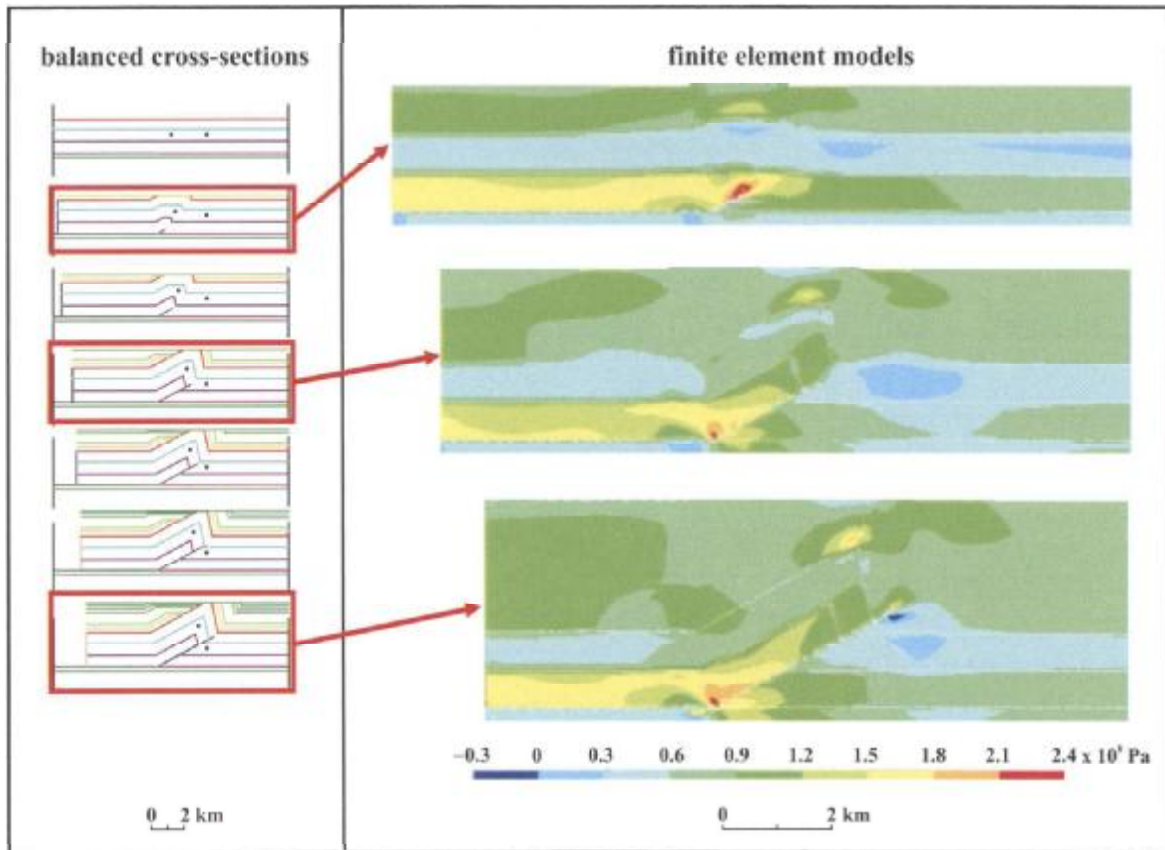 balanced cross-sections
finite element models
−0.3 0 0.3 0.6 0.9 1.2 1.5 1.8 2.1 2.4 x 10⁸ Pa
0 2 km
0 2 km